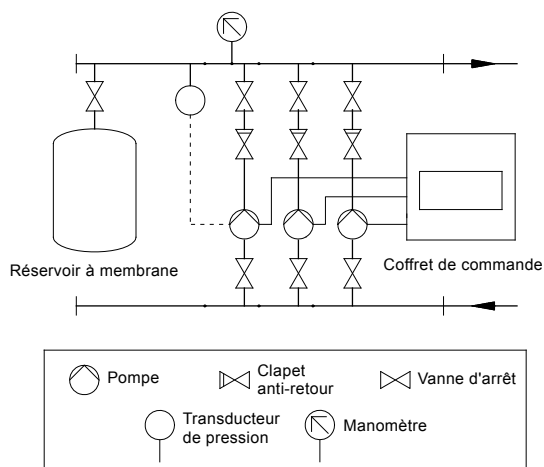 Réservoir à membrane
Coffret de commande
Pompe
Clapet
anti-retour
Vanne d'arrêt
Transducteur
de pression
Manomètre